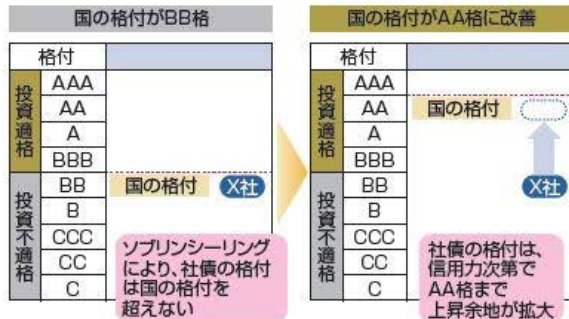 国の格付がBB格
格付
投資適格
AAA
AA
A
BBB
投資不適格
BB
B
CCC
CC
C
国の格付
X社
ソブリンシーリング
により、社債の格付
は国の格付を
超えない
国の格付がAA格に改善
格付
投資適格
AAA
AA
A
BBB
投資不適格
BB
B
CCC
CC
C
国の格付
X社
社債の格付は、
信用力次第で
AA格まで
上昇余地が拡大